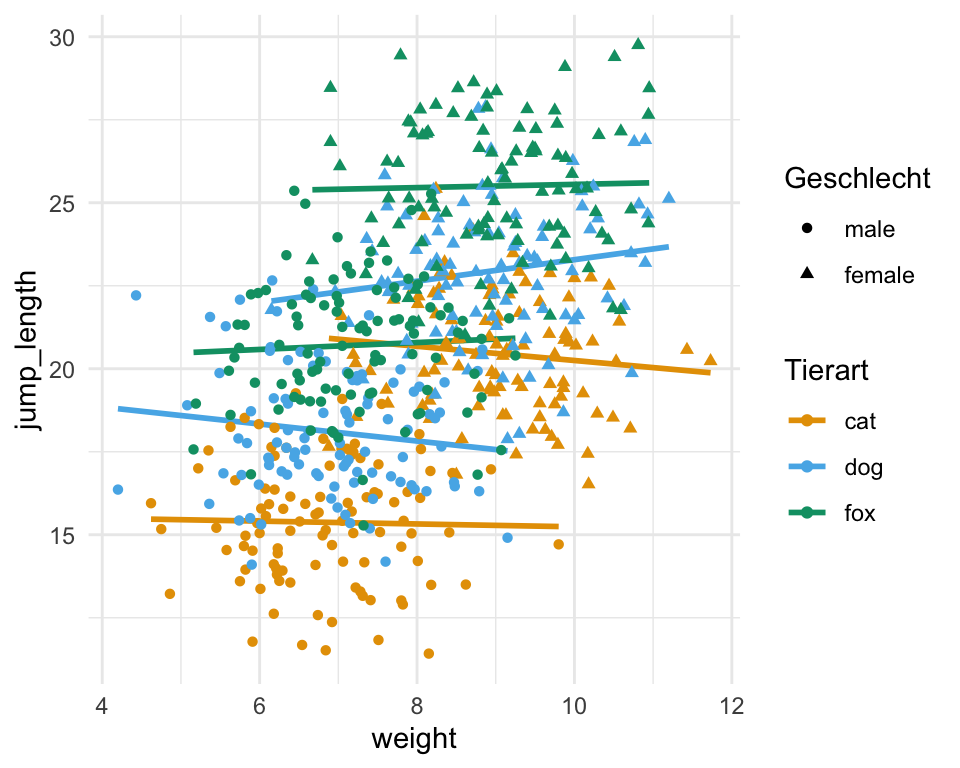 30
25
20
15
4 6 8 10 12
weight
jump_length
Geschlecht
male
female
Tierart
cat
dog
fox